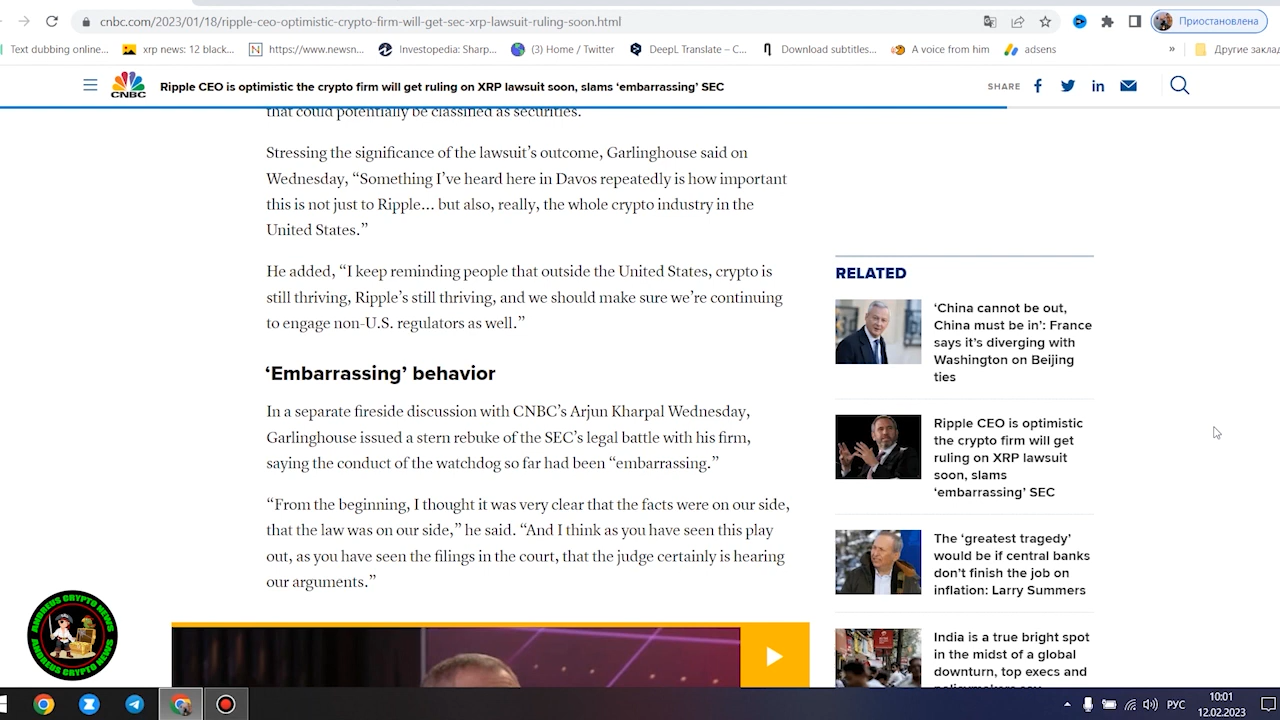 cnbc.com/2023/01/18/ripple-ceo-optimistic-crypto-firm-will-get-sec-xrp-lawsuit-ruling-soon.html
Приостановлена
Text dubbing online...
xrp news: 12 black...
https://www.newsn...
Investopedia: Sharp...
(3) Home / Twitter
DeepL Translate – C...
Download subtitles...
A voice from him
adsens
»
Другие закла
CNBC
Ripple CEO is optimistic the crypto firm will get ruling on XRP lawsuit soon, slams ‘embarrassing’ SEC
SHARE
that could potentially be classified as securities.
Stressing the significance of the lawsuit’s outcome, Garlinghouse said on
Wednesday, “Something I’ve heard here in Davos repeatedly is how important
this is not just to Ripple… but also, really, the whole crypto industry in the
United States.”
He added, “I keep reminding people that outside the United States, crypto is
still thriving, Ripple’s still thriving, and we should make sure we’re continuing
to engage non-U.S. regulators as well.”
‘Embarrassing’ behavior
In a separate fireside discussion with CNBC’s Arjun Kharpal Wednesday,
Garlinghouse issued a stern rebuke of the SEC’s legal battle with his firm,
saying the conduct of the watchdog so far had been “embarrassing.”
“From the beginning, I thought it was very clear that the facts were on our side,
that the law was on our side,” he said. “And I think as you have seen this play
out, as you have seen the filings in the court, that the judge certainly is hearing
our arguments.”
RELATED
‘China cannot be out,
China must be in’: France
says it’s diverging with
Washington on Beijing
ties
Ripple CEO is optimistic
the crypto firm will get
ruling on XRP lawsuit
soon, slams
‘embarrassing’ SEC
The ‘greatest tragedy’
would be if central banks
don’t finish the job on
inflation: Larry Summers
India is a true bright spot
in the midst of a global
downturn, top execs and
ANDREUS CRYPTO NEWS
ANDREUS CRYPTO NEWS
РУС
10:01
12.02.2023